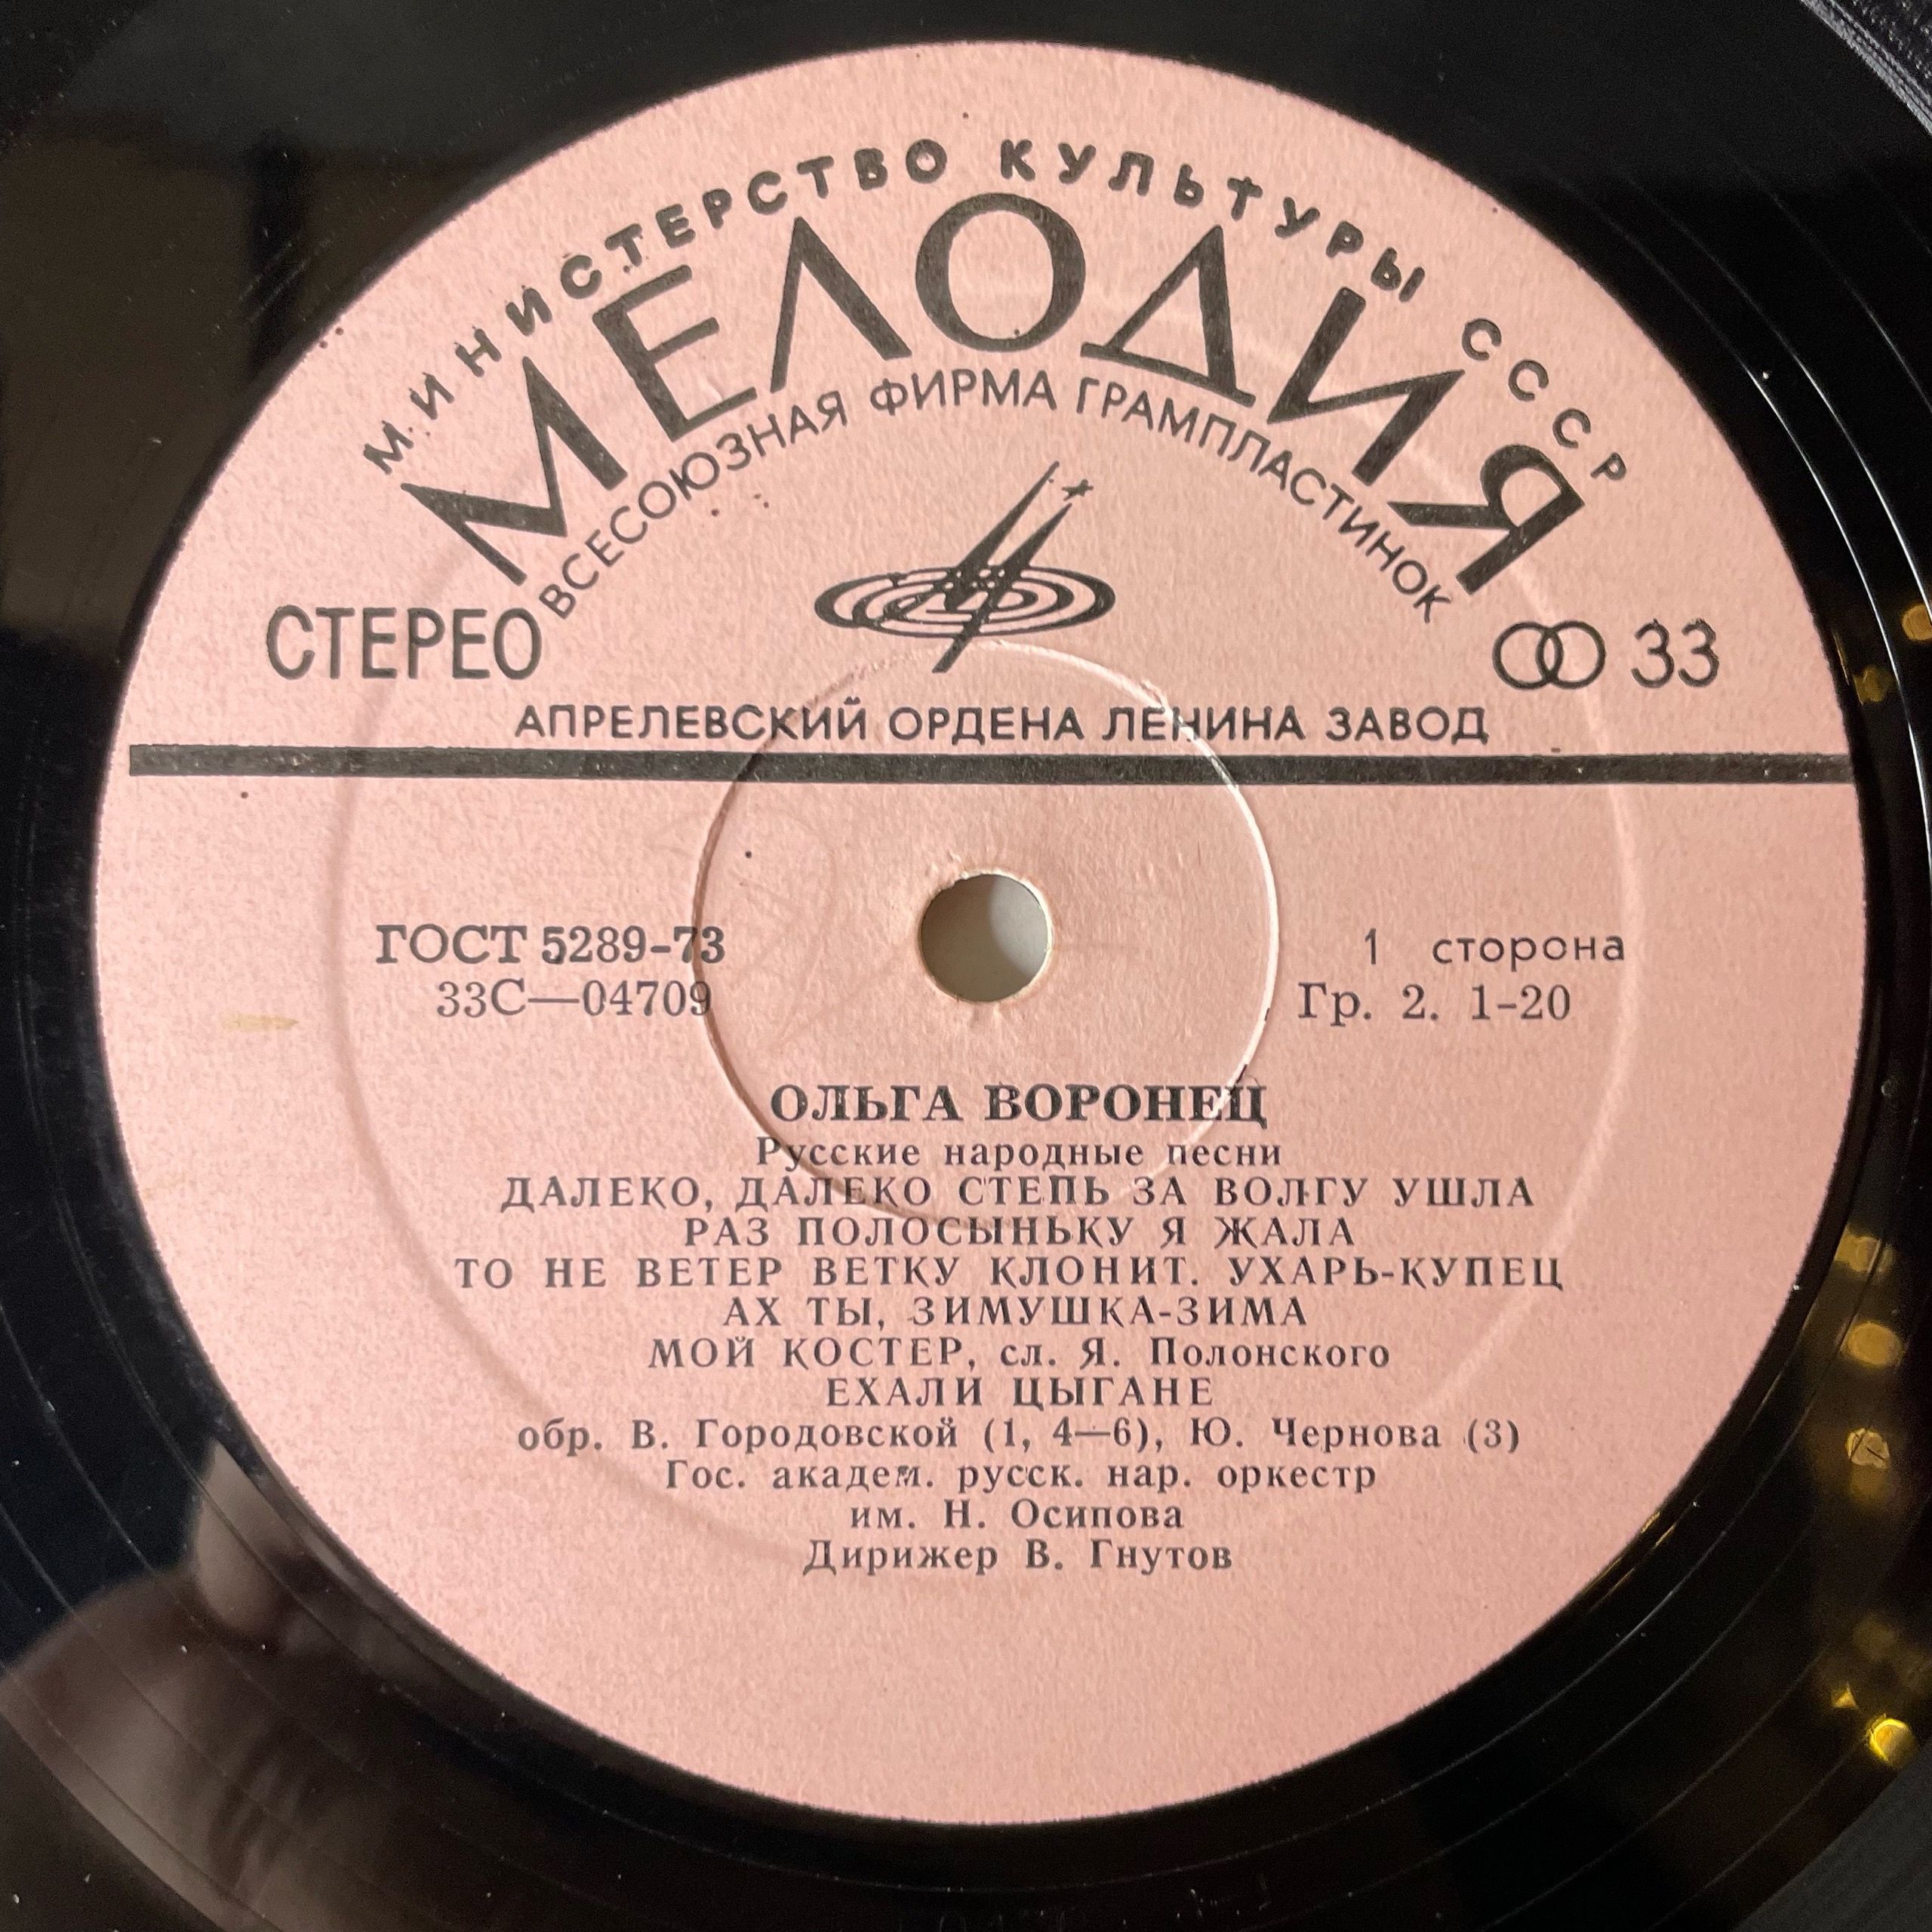 МИНИСТЕРСТВО КУЛЬТУРЫ СССР
МЕЛОДИЯ
ВСЕСОЮЗНАЯ ФИРМА ГРАМПЛАСТИНОК
СТЕРЕО
33
АПРЕЛЕВСКИЙ ОРДЕНА ЛЕНИНА ЗАВОД
ГОСТ 5289-73
33С—04709
1 сторона
Гр. 2. 1-20
ОЛЬГА ВОРОНЕЦ
Русские народные песни
ДАЛЕКО, ДАЛЕКО СТЕПЬ ЗА ВОЛГУ УШЛА
РАЗ ПОЛОСЫНЬКУ Я ЖАЛА
ТО НЕ ВЕТЕР ВЕТКУ КЛОНИТ. УХАРЬ-КУПЕЦ
АХ ТЫ, ЗИМУШКА-ЗИМА
МОЙ КОСТЕР, сл. Я. Полонского
ЕХАЛИ ЦЫГАНЕ
обр. В. Городовской (1, 4—6), Ю. Чернова (3)
Гос. академ. русск. нар. оркестр
им. Н. Осипова
Дирижер В. Гнутов